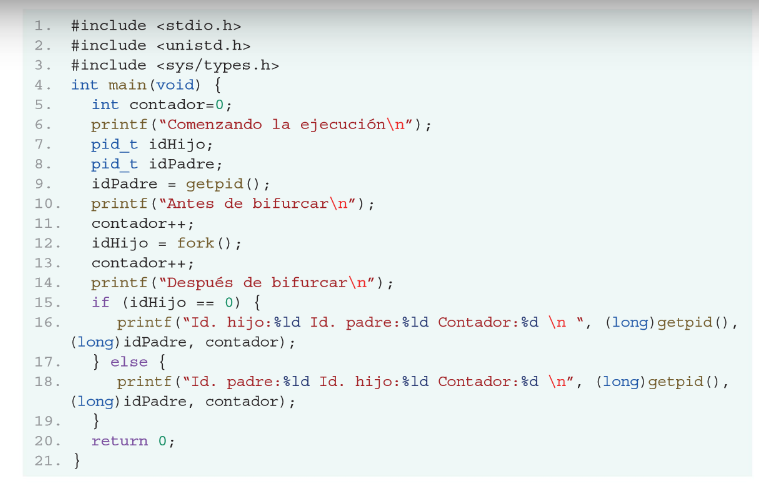 1. #include <stdio.h>
2. #include <unistd.h>
3. #include <sys/types.h>
4. int main(void) {
5. int contador=0;
6. printf(“Comenzando la ejecución\n”);
7. pid_t idHijo;
8. pid_t idPadre;
9. idPadre = getpid();
10. printf(“Antes de bifurcar\n”);
11. contador++;
12. idHijo = fork();
13. contador++;
14. printf(“Después de bifurcar\n”);
15. if (idHijo == 0) {
16. printf(“Id. hijo:%ld Id. padre:%ld Contador:%d \n “, (long)getpid(),
(long)idPadre, contador);
17. } else {
18. printf(“Id. padre:%ld Id. hijo:%ld Contador:%d \n”, (long)getpid(),
(long)idPadre, contador);
19. }
20. return 0;
21. }